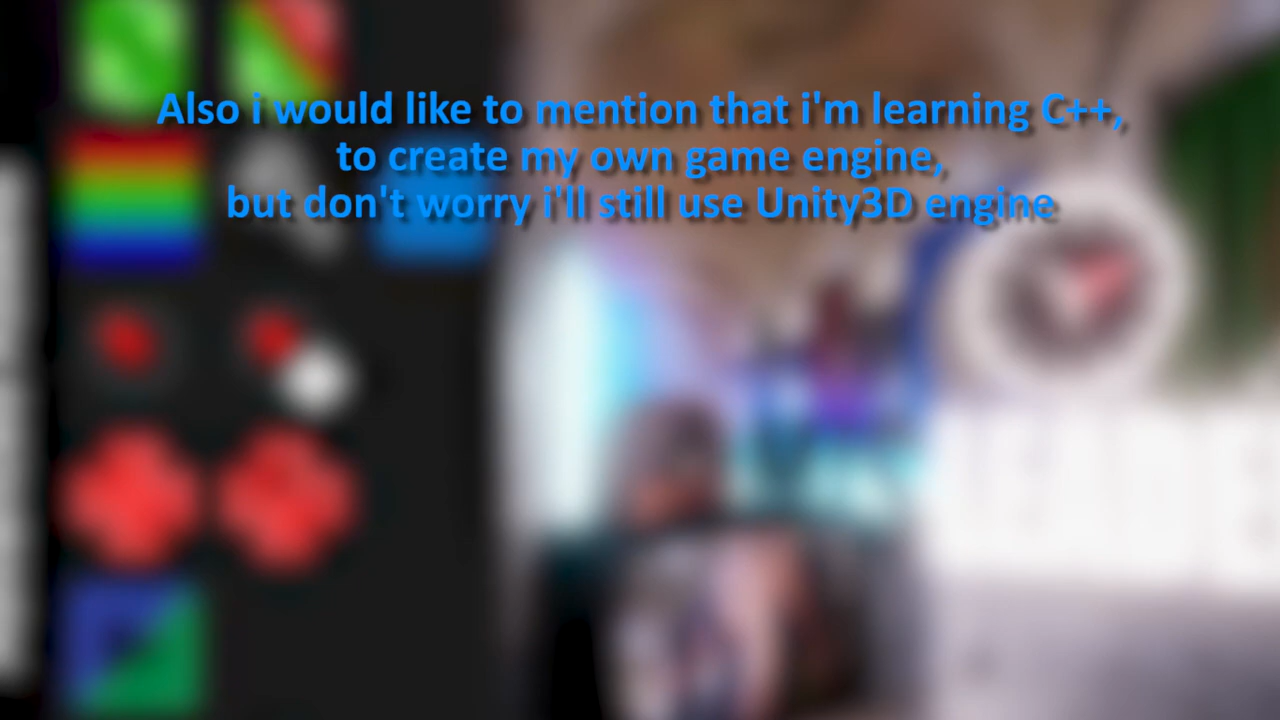 Also i would like to mention that i'm learning C++,
to create my own game engine,
but don't worry i'll still use Unity3D engine